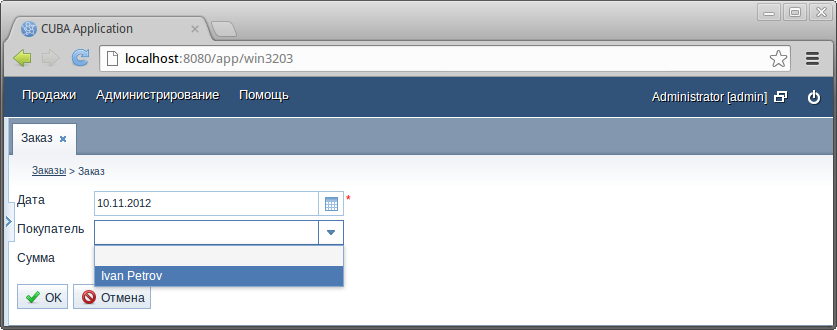 CUBA Application
localhost:8080/app/win3203
Продажи Администрирование Помощь Administrator [admin]
Заказ
Заказы > Заказ
Дата 10.11.2012 *
Покупатель
Сумма
Ivan Petrov
OK Отмена